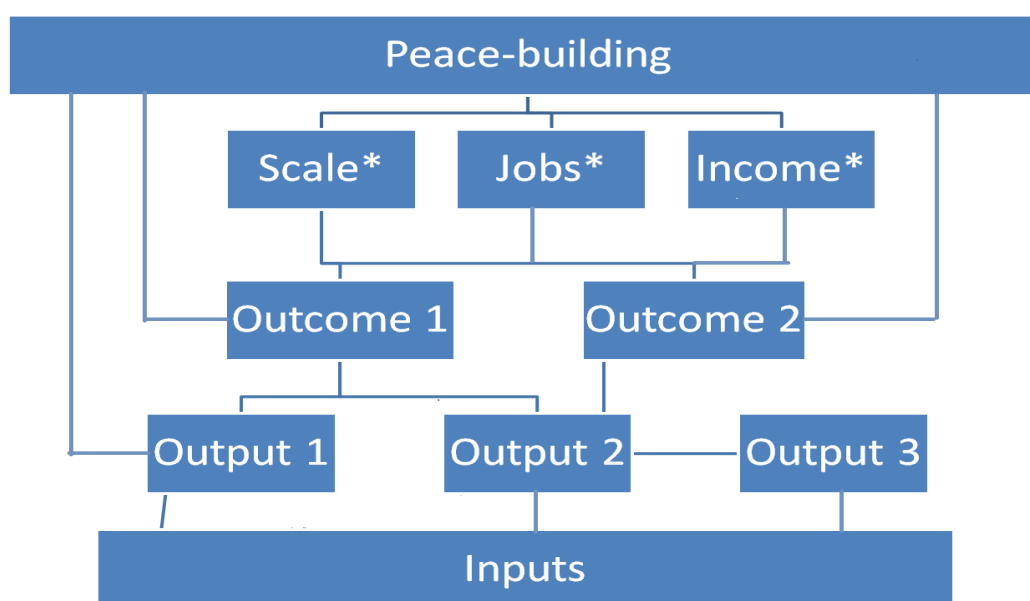 Peace-building
Scale*
Jobs*
Income*
Outcome 1
Outcome 2
Output 1
Output 2
Output 3
Inputs